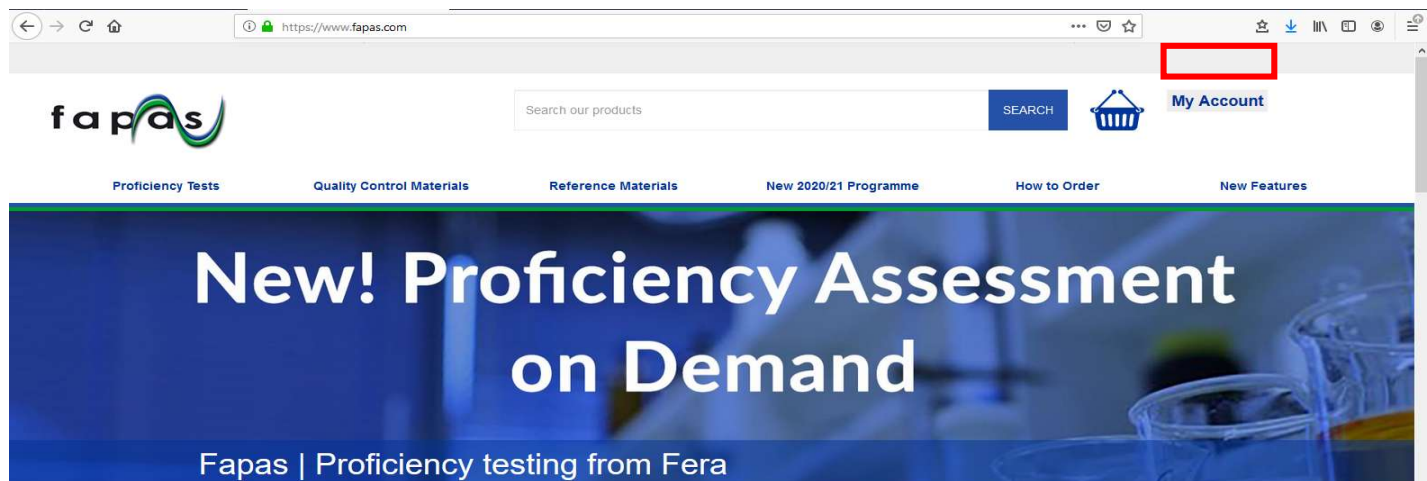 https://www.fapas.com
fapas
Search our products
SEARCH
My Account
Proficiency Tests
Quality Control Materials
Reference Materials
New 2020/21 Programme
How to Order
New Features
New! Proficiency Assessment
on Demand
Fapas | Proficiency testing from Fera